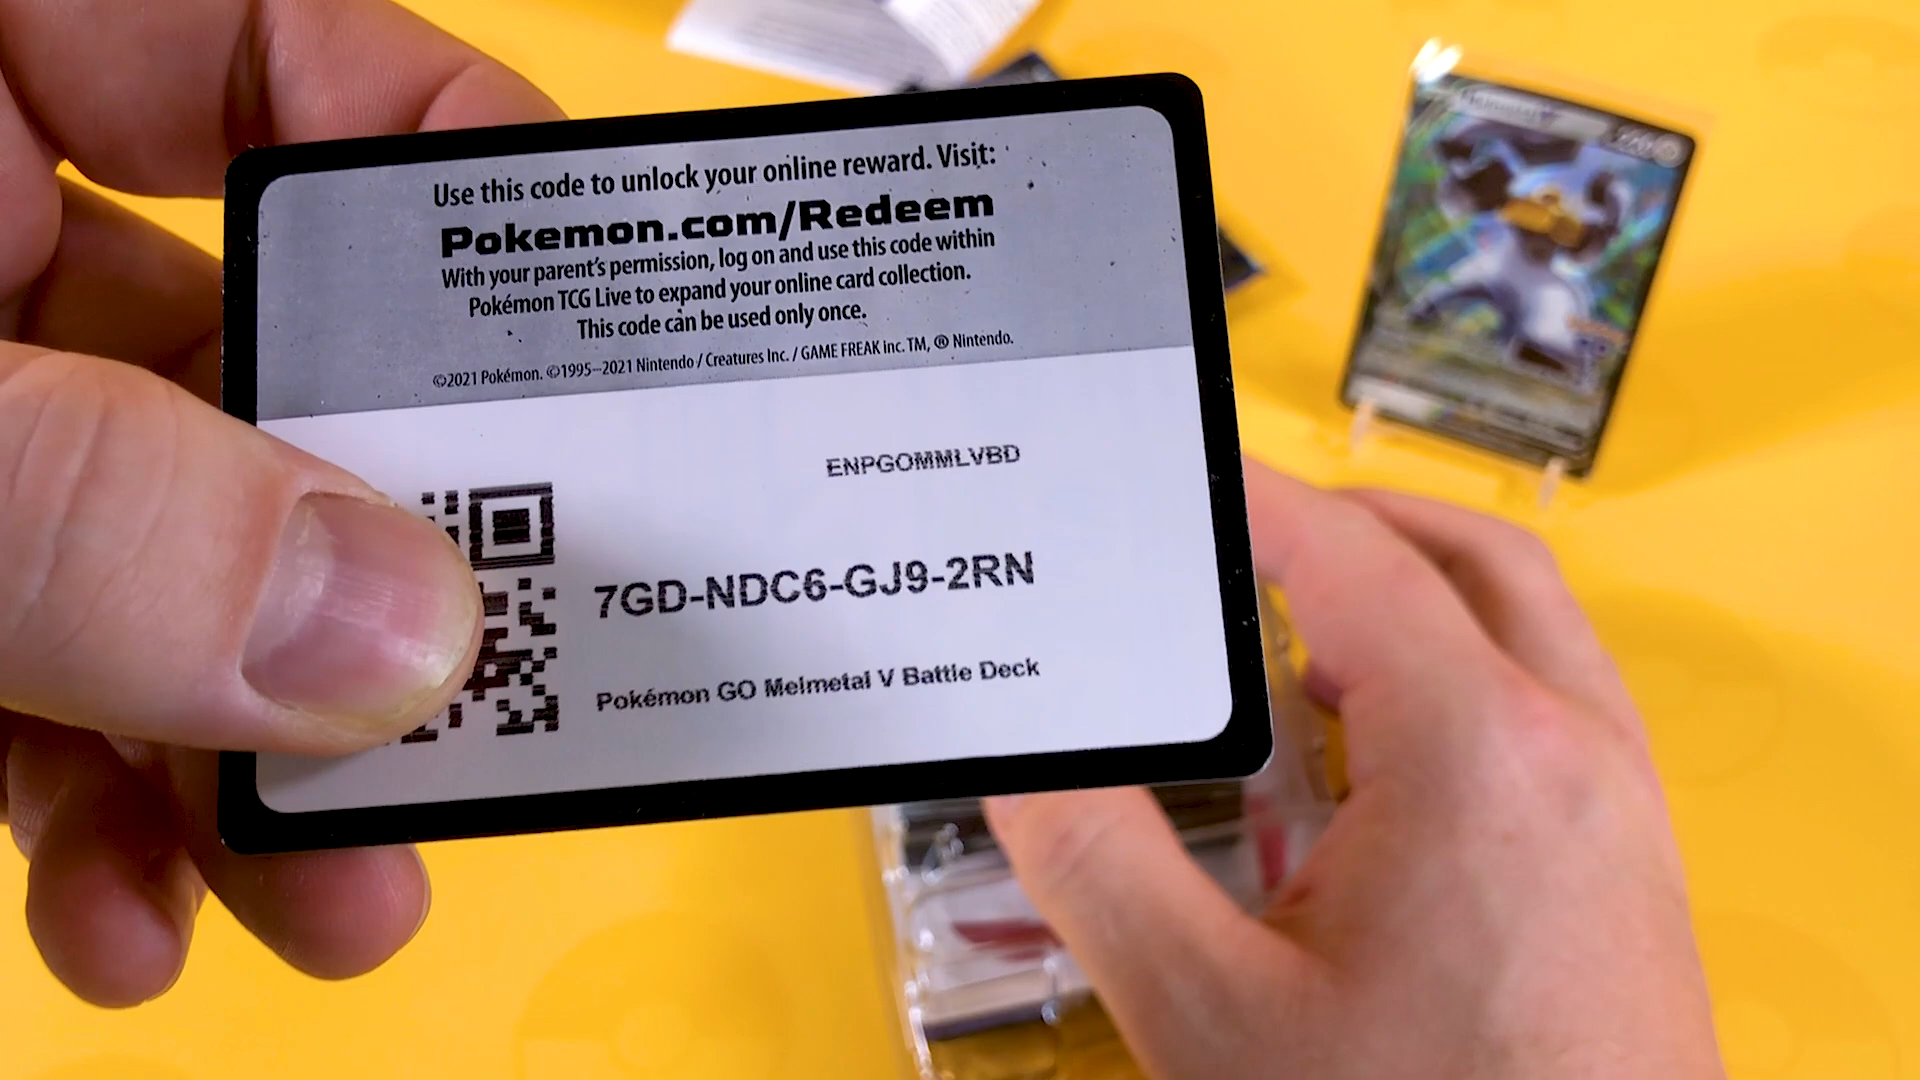 Use this code to unlock your online reward. Visit:
Pokemon.com/Redeem
With your parent's permission, log on and use this code within
Pokémon TCG Live to expand your online card collection.
This code can be used only once.
©2021 Pokémon. ©1995–2021 Nintendo / Creatures Inc. / GAME FREAK inc. TM, ® Nintendo.
ENPGOMMLVBD
7GD-NDC6-GJ9-2RN
Pokémon GO Melmetal V Battle Deck